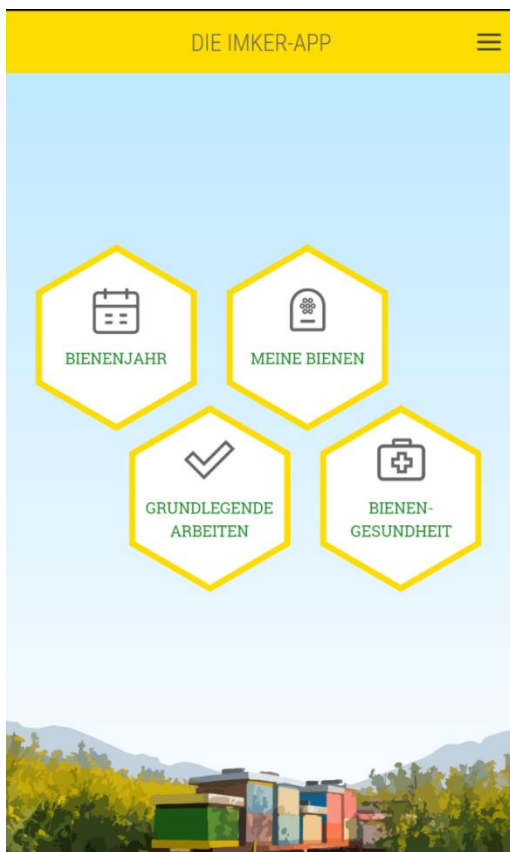 DIE IMKER-APP
BIENENJAHR
MEINE BIENEN
GRUNDLEGENDE
ARBEITEN
BIENEN-
GESUNDHEIT